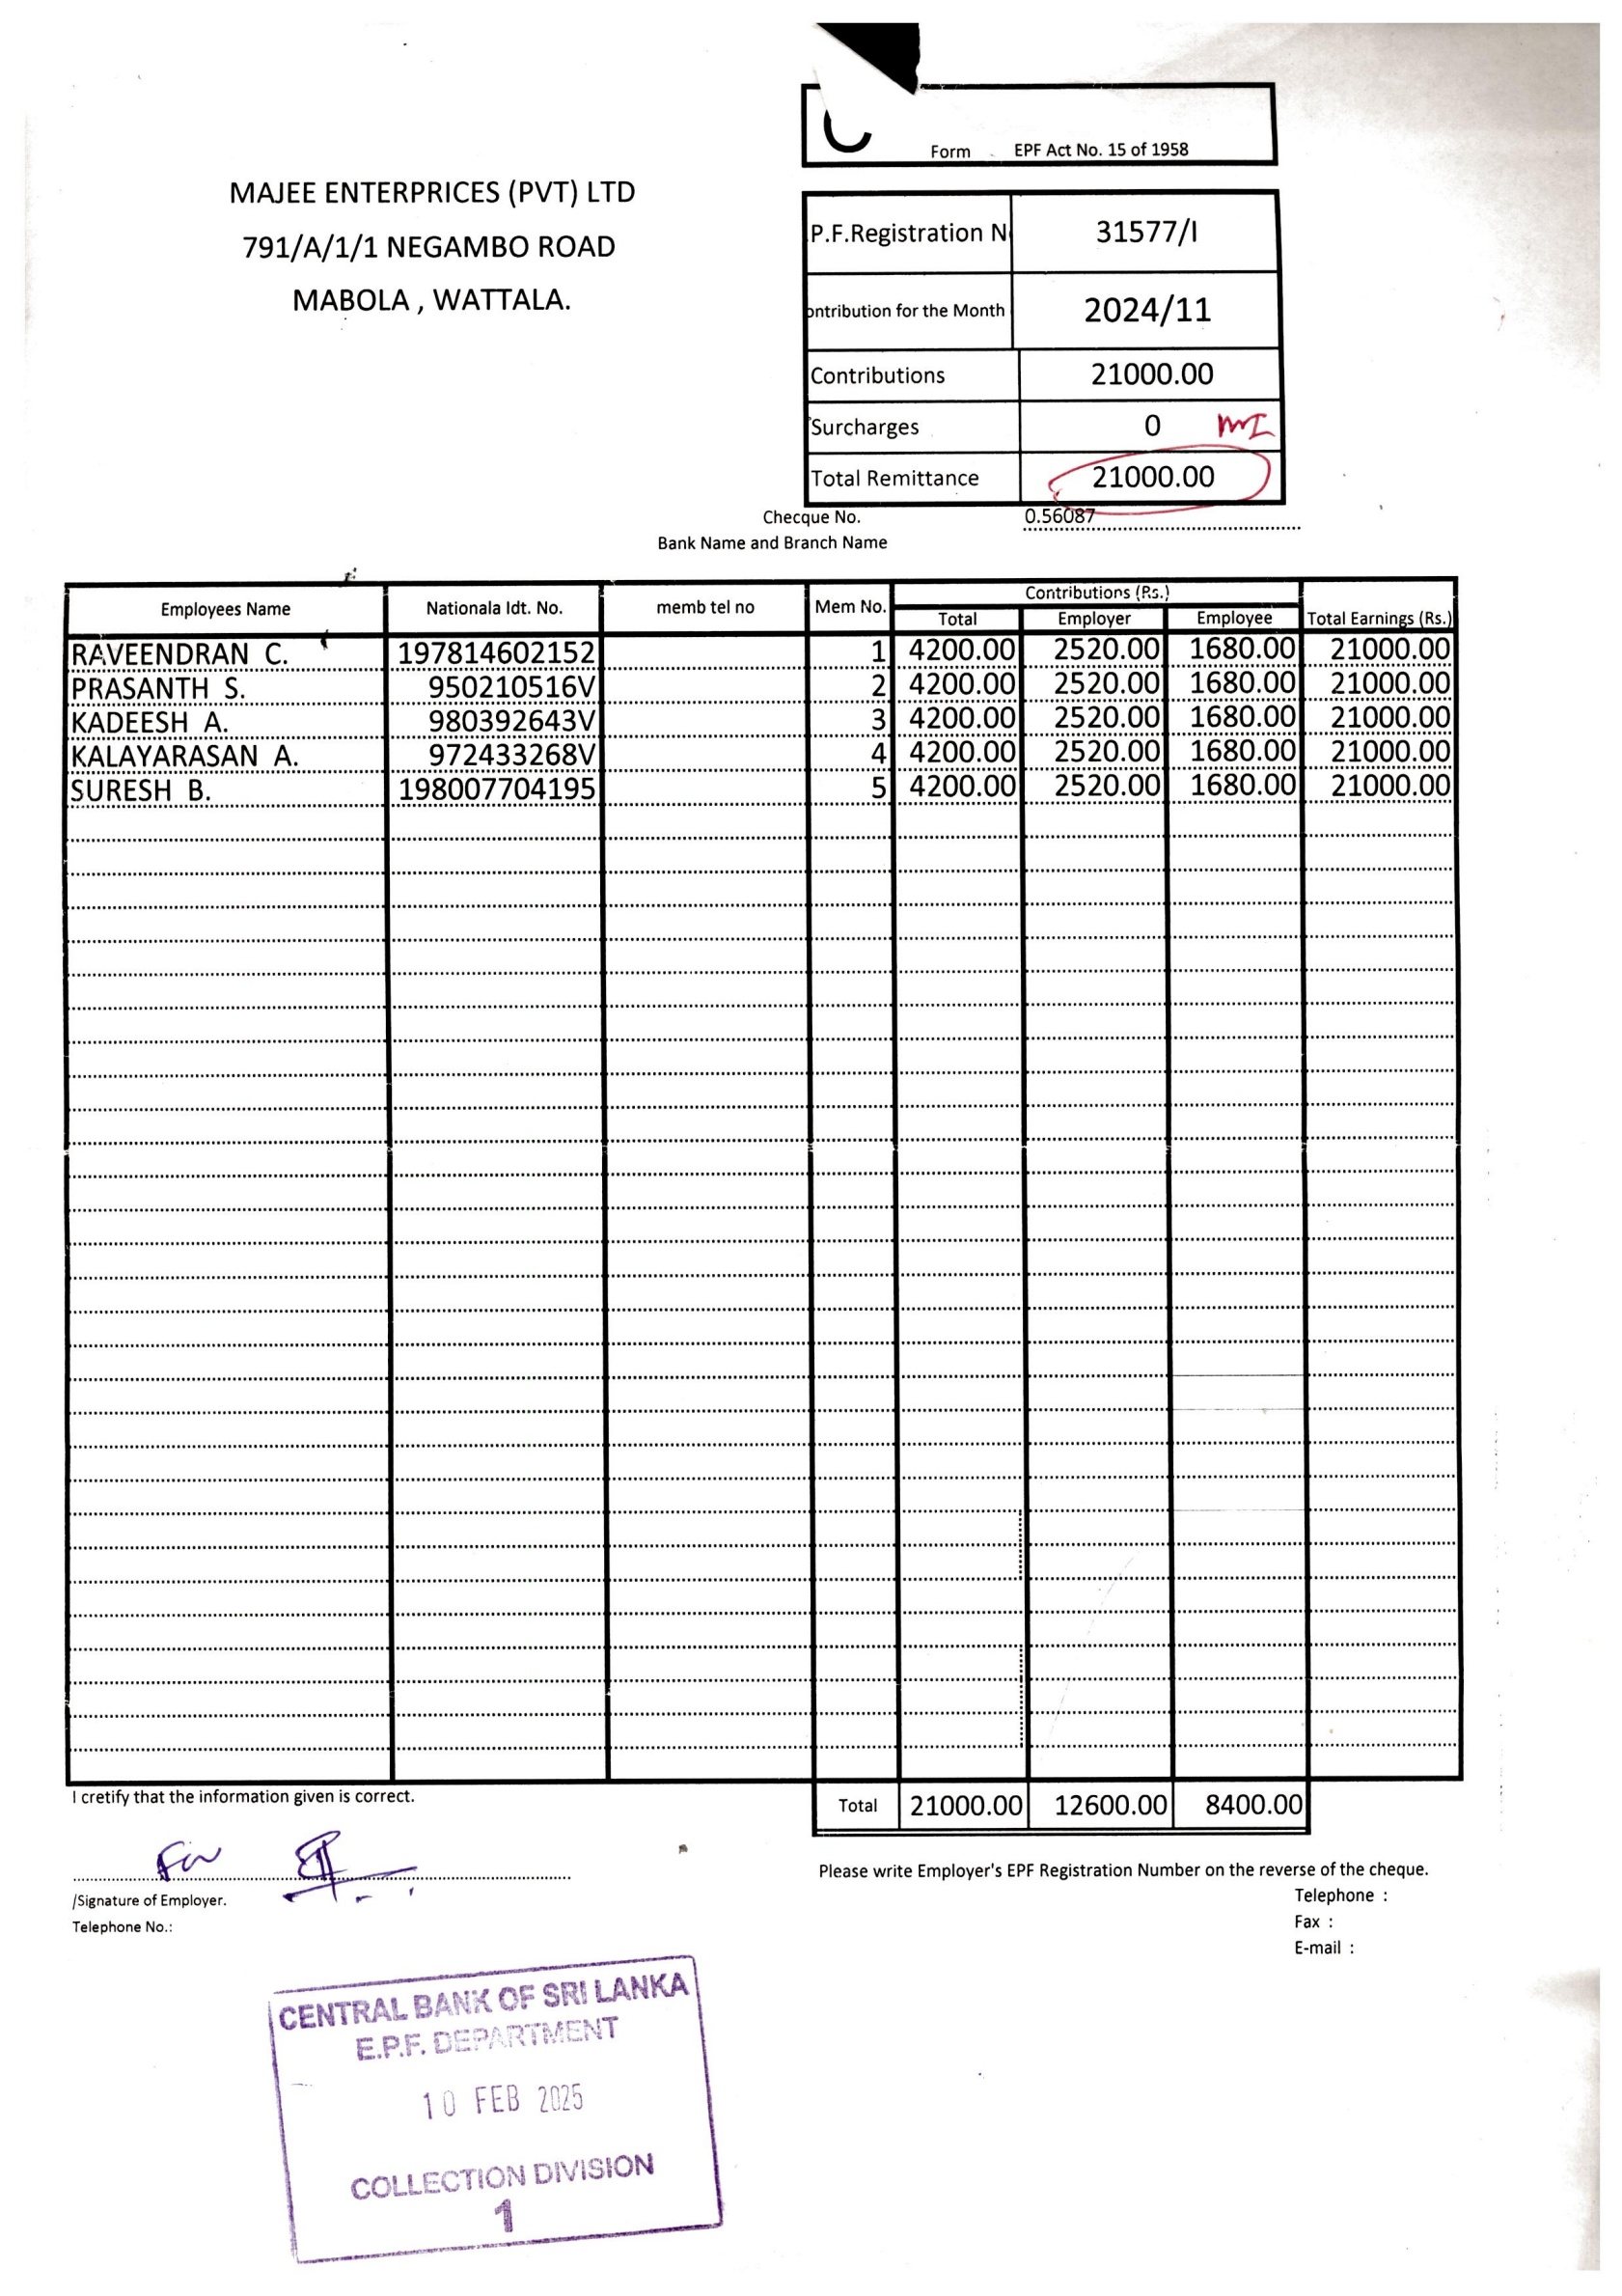 C
Form EPF Act No. 15 of 1958
MAJEE ENTERPRICES (PVT) LTD
791/A/1/1 NEGAMBO ROAD
MABOLA , WATTALA.
P.F.Registration N 31577/I
ontribution for the Month 2024/11
Contributions 21000.00
Surcharges 0
Total Remittance 21000.00
Checque No. 0.56087
Bank Name and Branch Name
Employees Name Nationala Idt. No. memb tel no Mem No. Contributions (Rs.) Total Earnings (Rs.)
Total Employer Employee
RAVEENDRAN C. 197814602152 1 4200.00 2520.00 1680.00 21000.00
PRASANTH S. 950210516V 2 4200.00 2520.00 1680.00 21000.00
KADEESH A. 980392643V 3 4200.00 2520.00 1680.00 21000.00
KALAYARASAN A. 972433268V 4 4200.00 2520.00 1680.00 21000.00
SURESH B. 198007704195 5 4200.00 2520.00 1680.00 21000.00
I cretify that the information given is correct.
Total 21000.00 12600.00 8400.00
For
/Signature of Employer.
Telephone No.:
Please write Employer's EPF Registration Number on the reverse of the cheque.
Telephone :
Fax :
E-mail :
CENTRAL BANK OF SRI LANKA
E.P.F. DEPARTMENT
10 FEB 2025
COLLECTION DIVISION
1